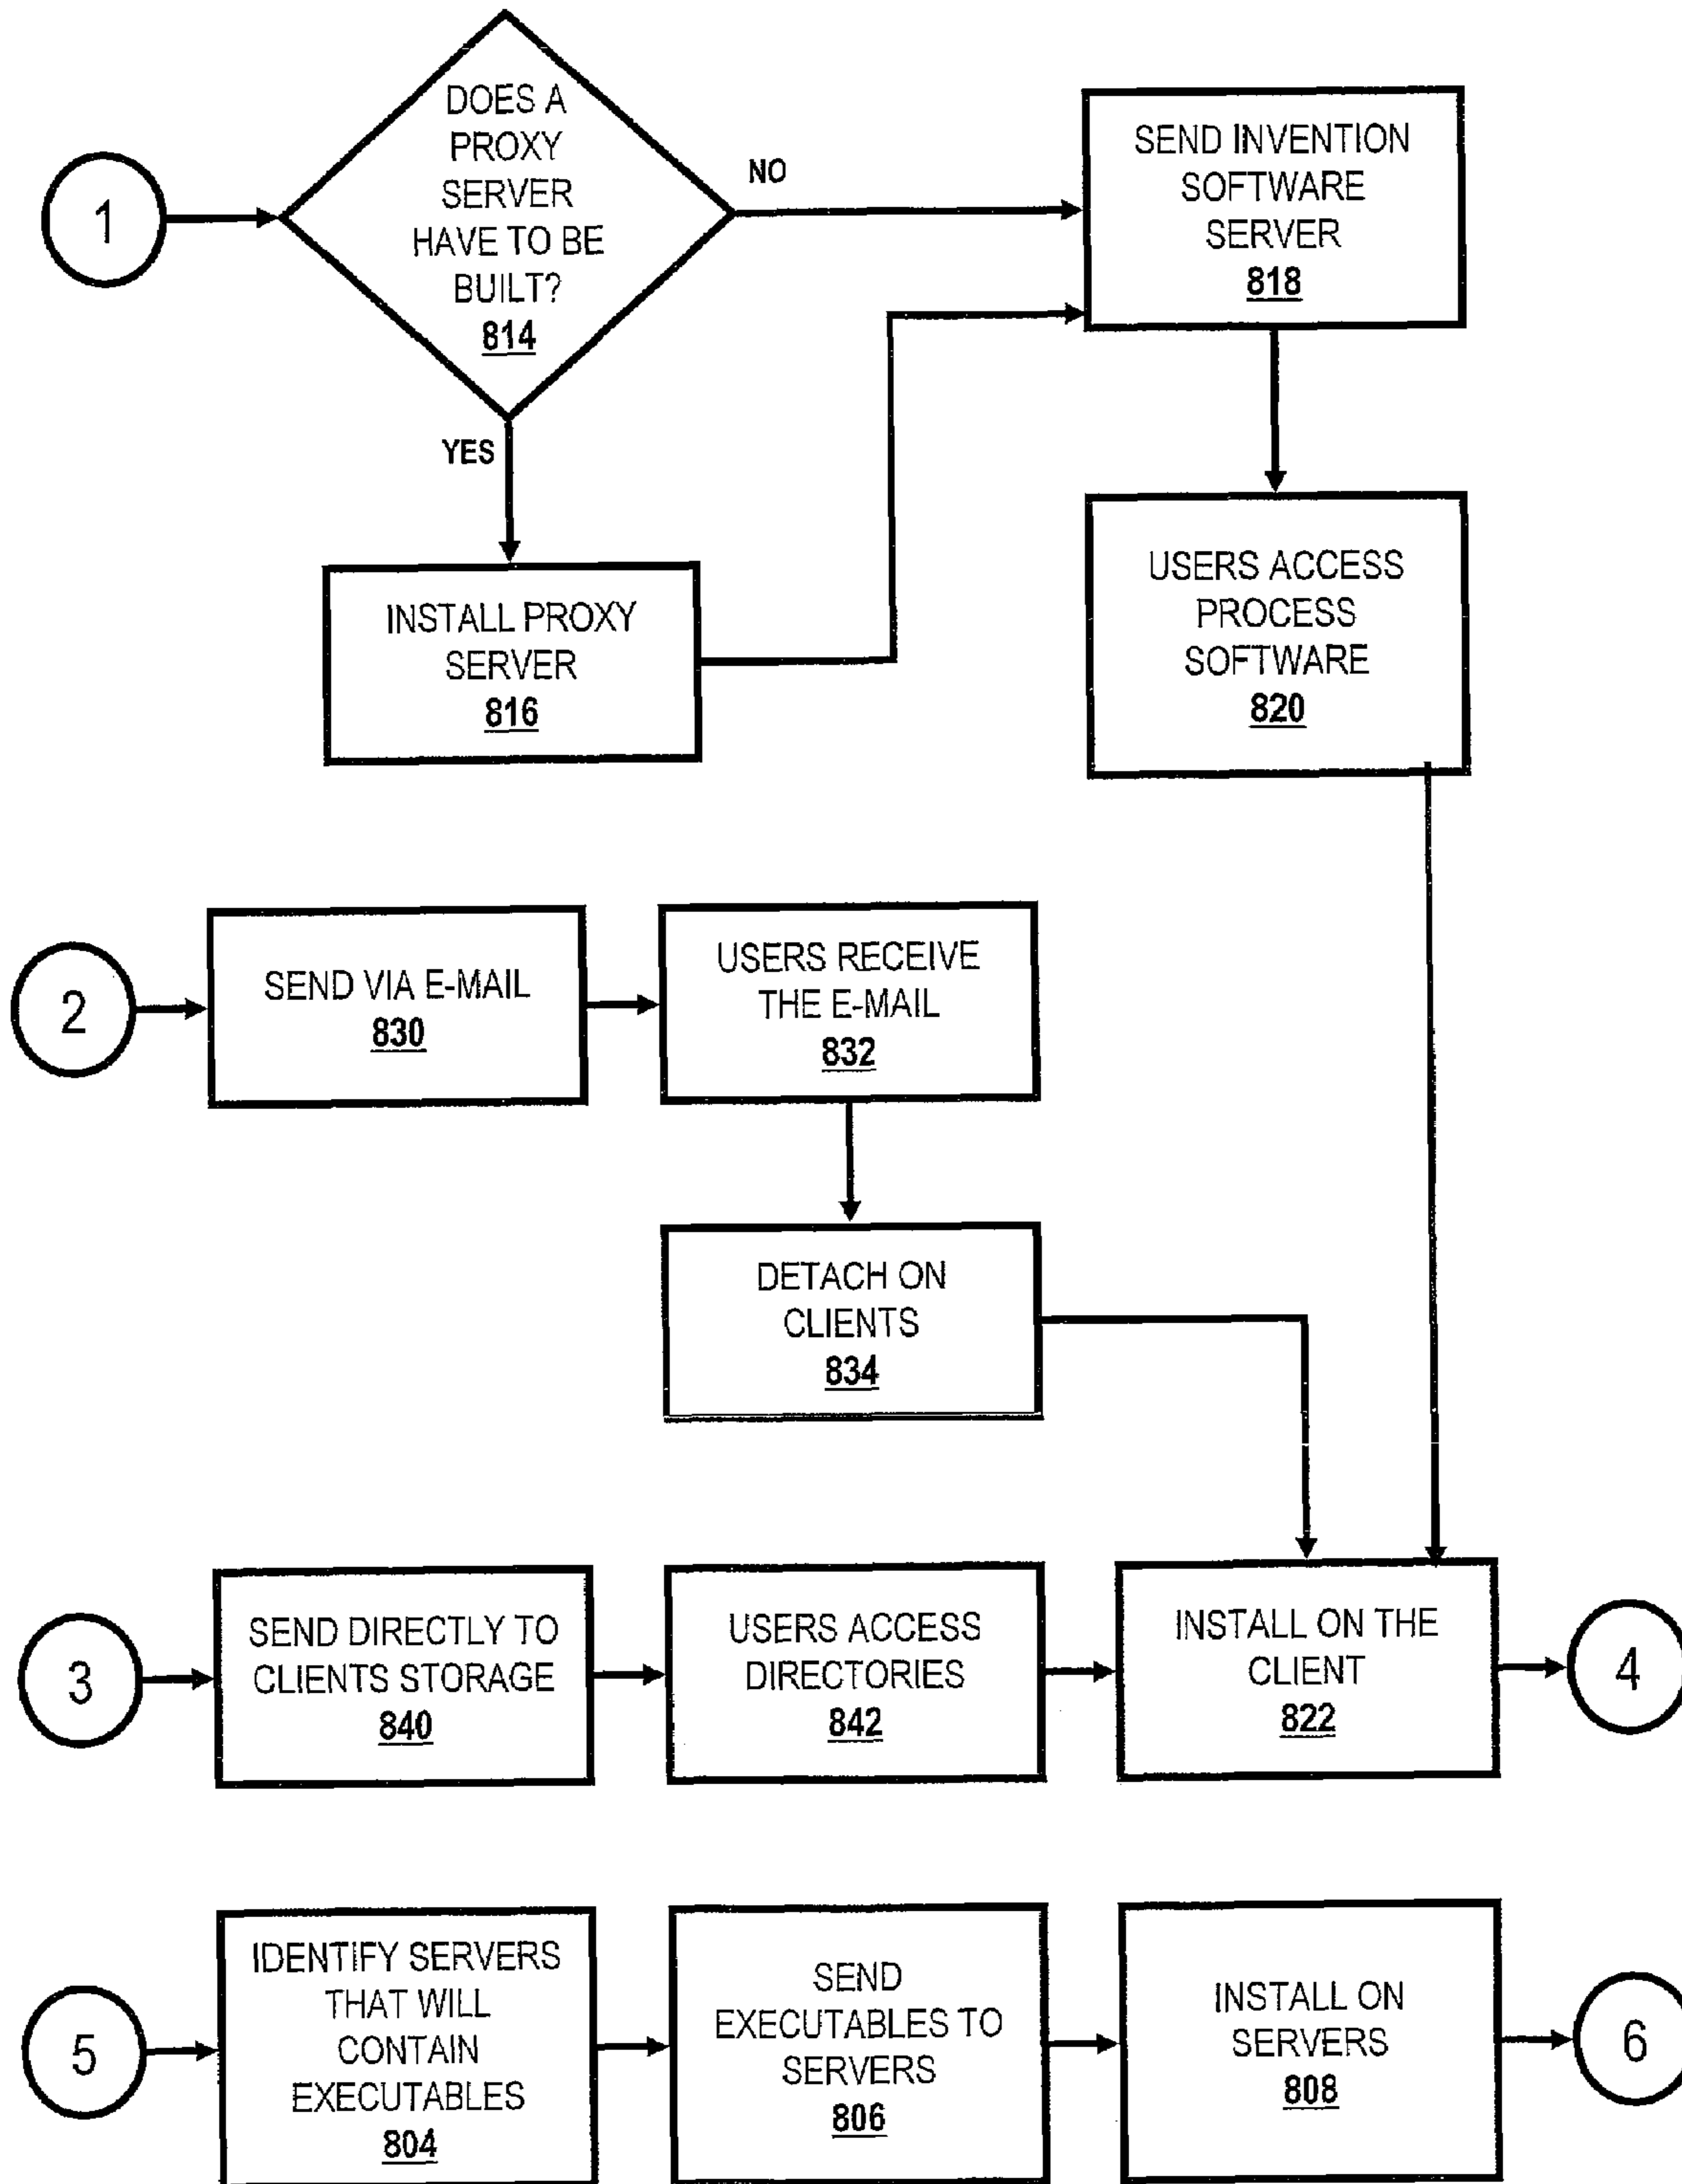 1
DOES A
PROXY
SERVER
HAVE TO BE
BUILT?
814
NO
YES
SEND INVENTION
SOFTWARE
SERVER
818
INSTALL PROXY
SERVER
816
USERS ACCESS
PROCESS
SOFTWARE
820
2
SEND VIA E-MAIL
830
USERS RECEIVE
THE E-MAIL
832
DETACH ON
CLIENTS
834
3
SEND DIRECTLY TO
CLIENTS STORAGE
840
USERS ACCESS
DIRECTORIES
842
INSTALL ON THE
CLIENT
822
4
5
IDENTIFY SERVERS
THAT WILL
CONTAIN
EXECUTABLES
804
SEND
EXECUTABLES TO
SERVERS
806
INSTALL ON
SERVERS
808
6